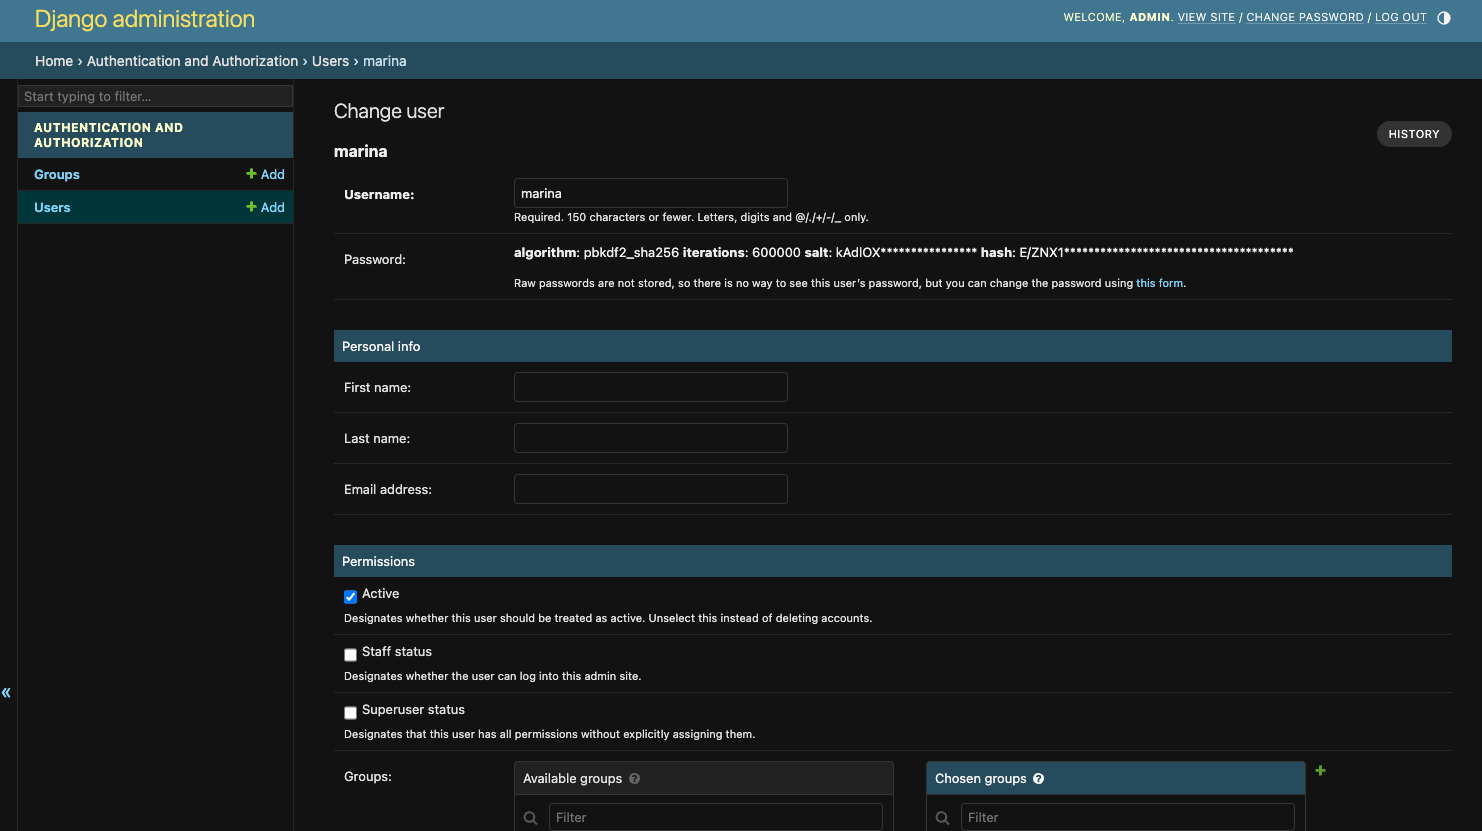 Django administration
WELCOME, ADMIN. VIEW SITE / CHANGE PASSWORD / LOG OUT
Home › Authentication and Authorization › Users › marina
Start typing to filter...
AUTHENTICATION AND
AUTHORIZATION
Groups
+ Add
Users
+ Add
«
Change user
HISTORY
marina
Username:
marina
Required. 150 characters or fewer. Letters, digits and @/./+/-/_ only.
Password:
algorithm: pbkdf2_sha256 iterations: 600000 salt: kAdlOX**************** hash: E/ZNX1**************************************
Raw passwords are not stored, so there is no way to see this user’s password, but you can change the password using this form.
Personal info
First name:
Last name:
Email address:
Permissions
Active
Designates whether this user should be treated as active. Unselect this instead of deleting accounts.
Staff status
Designates whether the user can log into this admin site.
Superuser status
Designates that this user has all permissions without explicitly assigning them.
Groups:
Available groups ?
Filter
Chosen groups ?
Filter
+